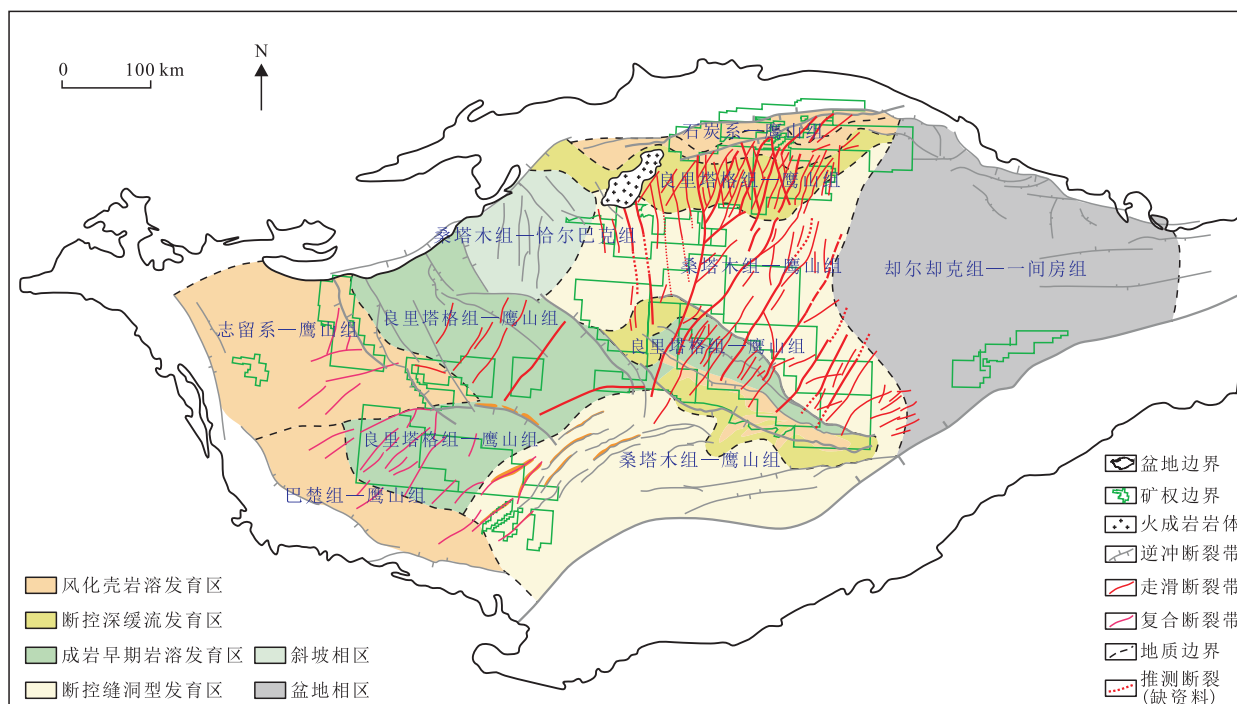 N
0 100 km
石炭系—鹰山组
良里塔格组—鹰山组
桑塔木组—恰尔巴克组
桑塔木组—鹰山组
却尔却克组—一间房组
志留系—鹰山组
良里塔格组—鹰山组
良里塔格组—鹰山组
良里塔格组—鹰山组
桑塔木组—鹰山组
巴楚组—鹰山组
盆地边界
矿权边界
火成岩岩体
逆冲断裂带
走滑断裂带
复合断裂带
地质边界
推测断裂
(缺资料)
风化壳岩溶发育区
断控深缓流发育区
成岩早期岩溶发育区
斜坡相区
断控缝洞型发育区
盆地相区